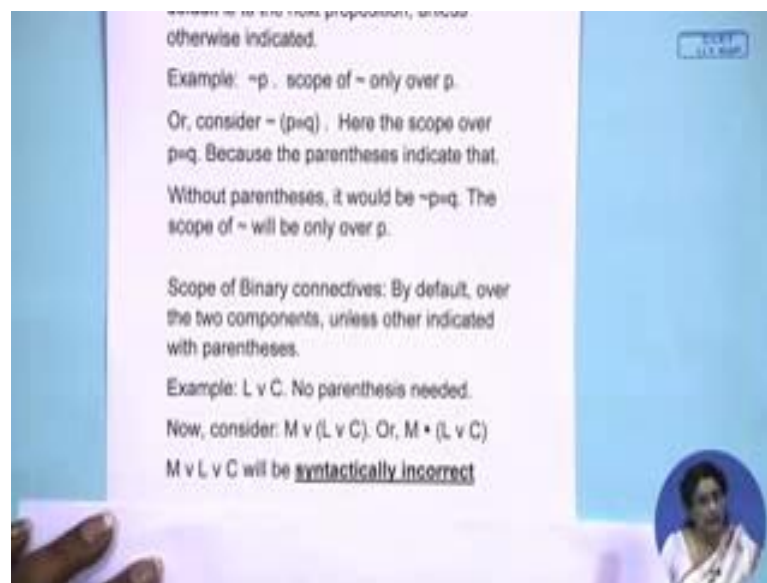 otherwise indicated.
Example: ~p . scope of ~ only over p.
Or, consider ~ (p≡q) . Here the scope over
p≡q. Because the parentheses indicate that.
Without parentheses, it would be ~p≡q. The
scope of ~ will be only over p.
Scope of Binary connectives: By default, over
the two components, unless other indicated
with parentheses.
Example: L v C. No parenthesis needed.
Now, consider: M v (L v C). Or, M • (L v C)
M v L v C will be syntactically incorrect